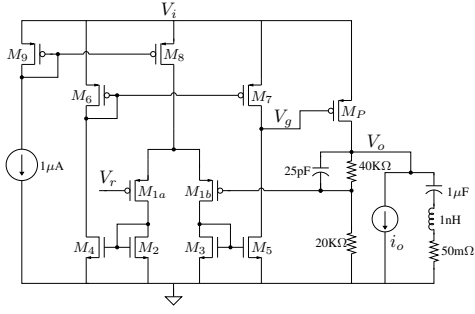 V_i
M_9
M_8
M_6
M_7
M_P
V_g
V_o
1μA
V_r
M_{1a}
M_{1b}
25pF
40KΩ
1μF
1nH
i_o
M_4
M_2
M_3
M_5
20KΩ
50mΩ